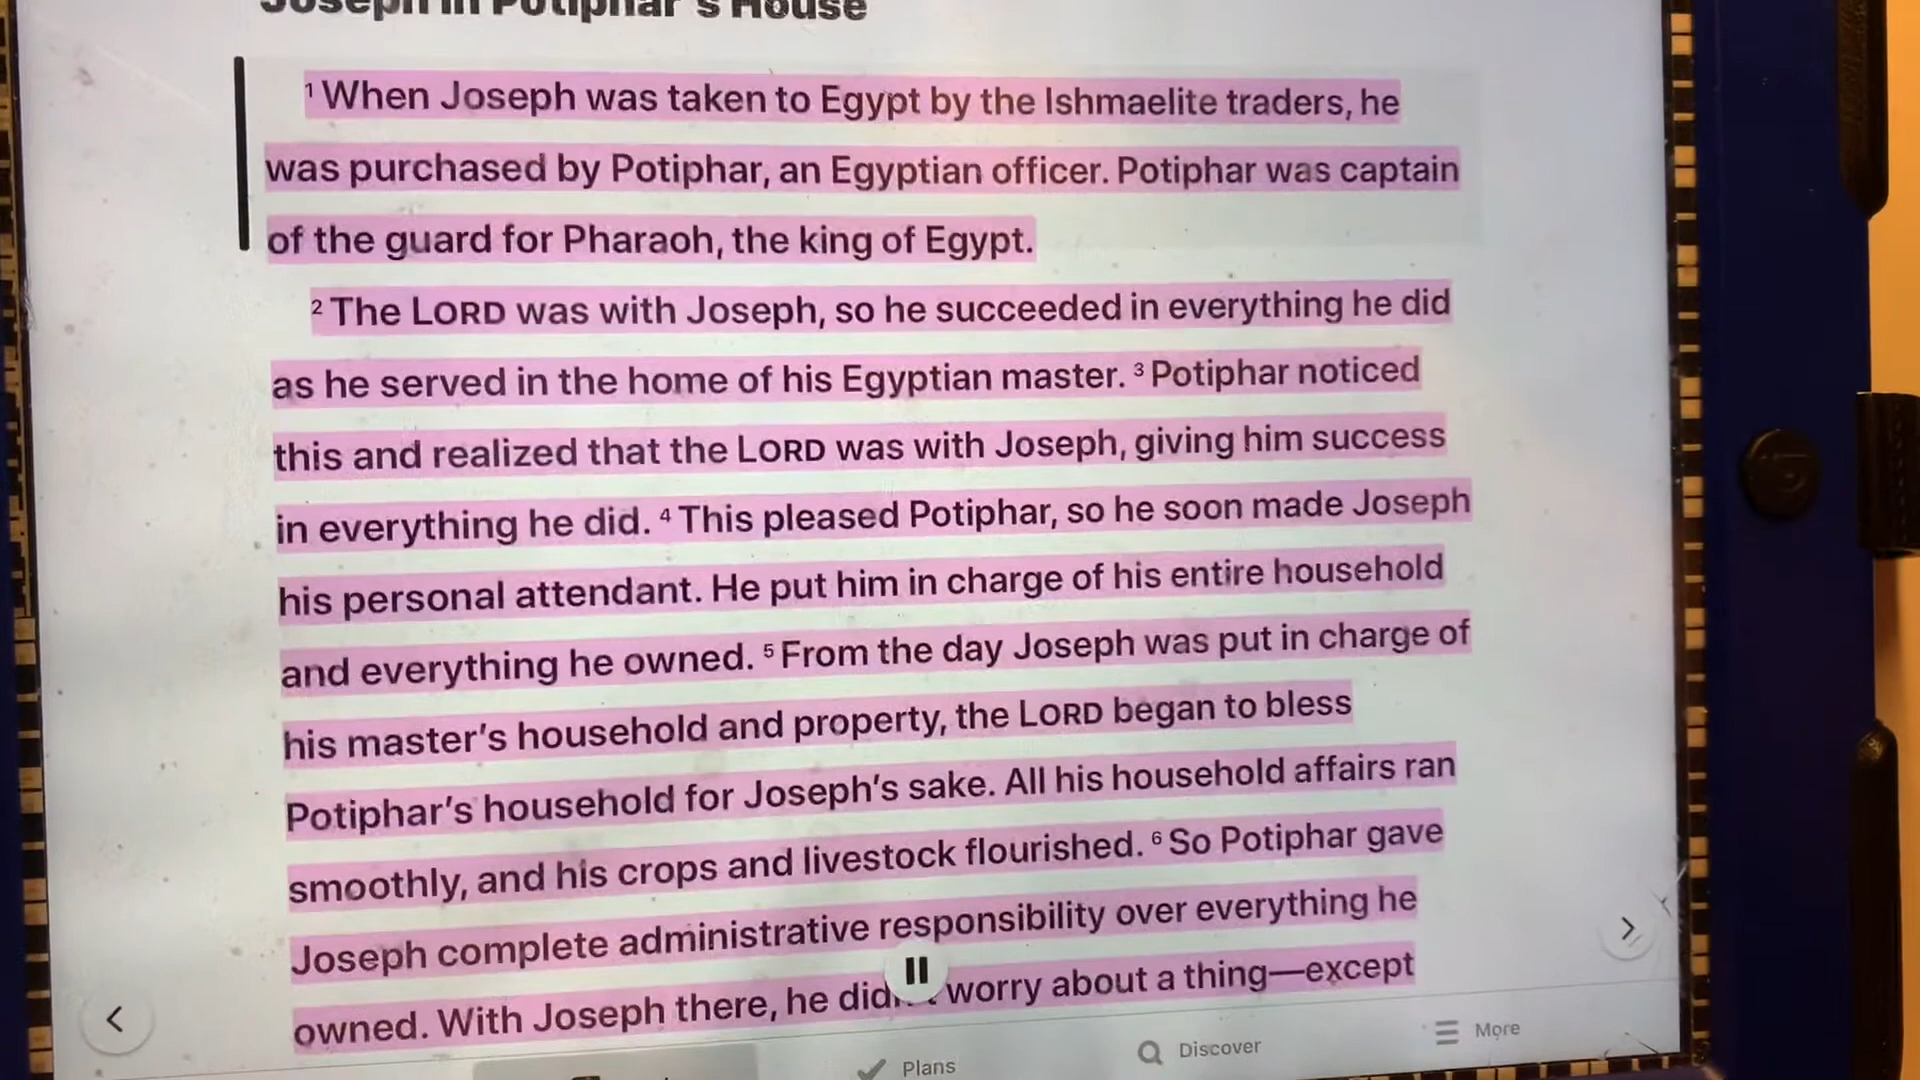 Joseph in Potiphar's House
1 When Joseph was taken to Egypt by the Ishmaelite traders, he
was purchased by Potiphar, an Egyptian officer. Potiphar was captain
of the guard for Pharaoh, the king of Egypt.
2 The LORD was with Joseph, so he succeeded in everything he did
as he served in the home of his Egyptian master. 3 Potiphar noticed
this and realized that the LORD was with Joseph, giving him success
in everything he did. 4 This pleased Potiphar, so he soon made Joseph
his personal attendant. He put him in charge of his entire household
and everything he owned. 5 From the day Joseph was put in charge of
his master's household and property, the LORD began to bless
Potiphar's household for Joseph's sake. All his household affairs ran
smoothly, and his crops and livestock flourished. 6 So Potiphar gave
Joseph complete administrative responsibility over everything he
owned. With Joseph there, he didn't worry about a thing—except
Plans
Discover
More